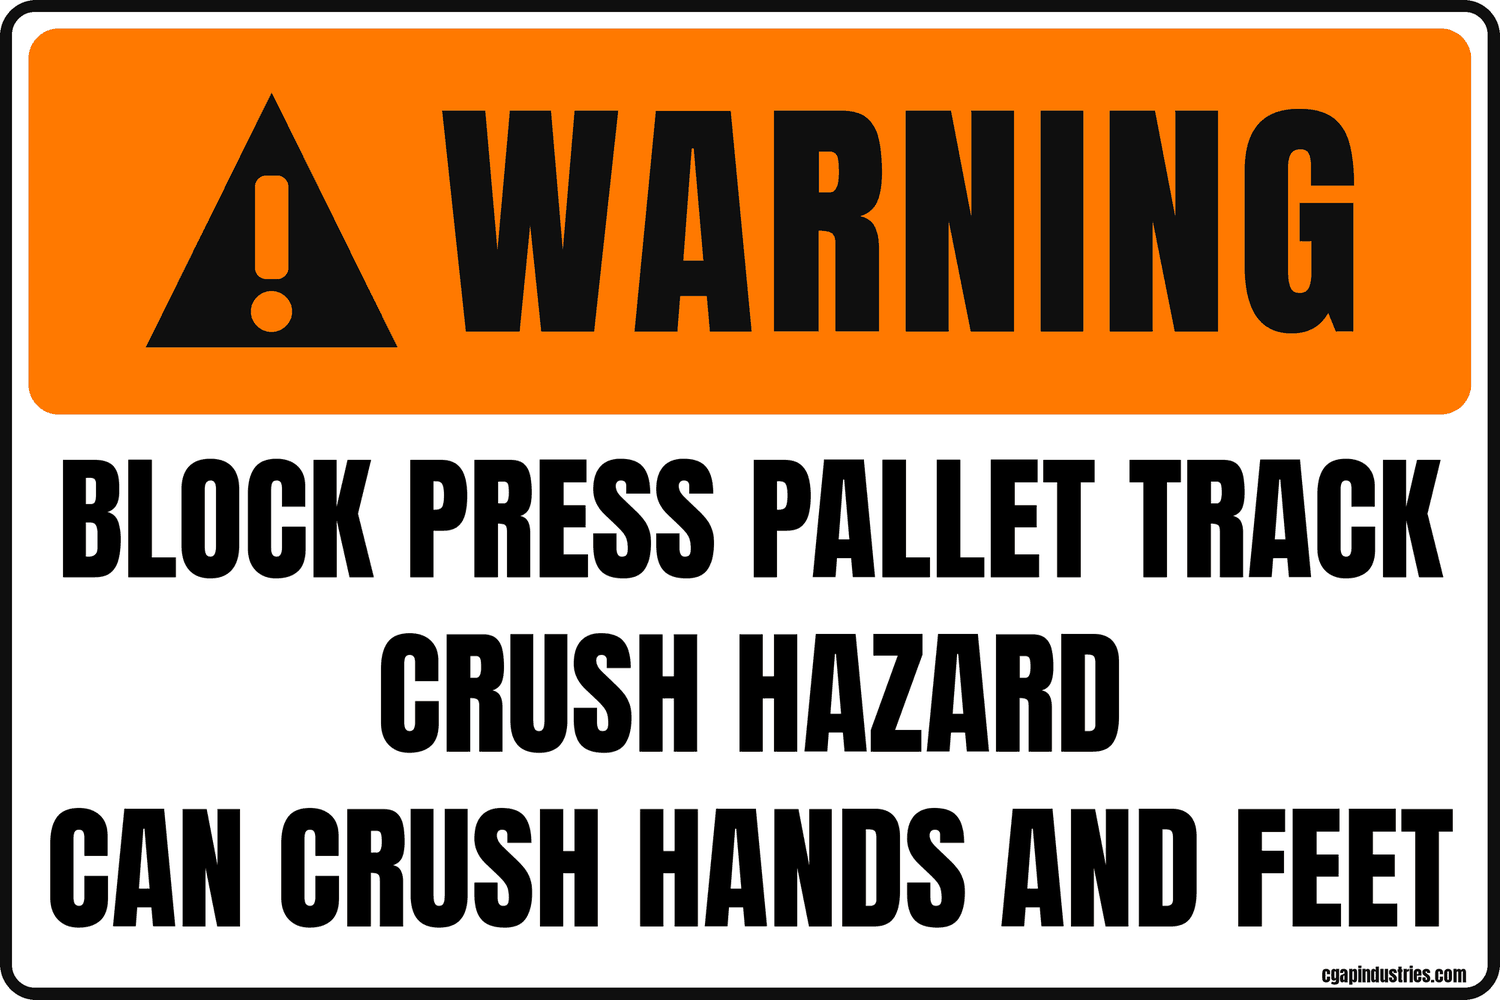 WARNING
BLOCK PRESS PALLET TRACK
CRUSH HAZARD
CAN CRUSH HANDS AND FEET
cgapindustries.com